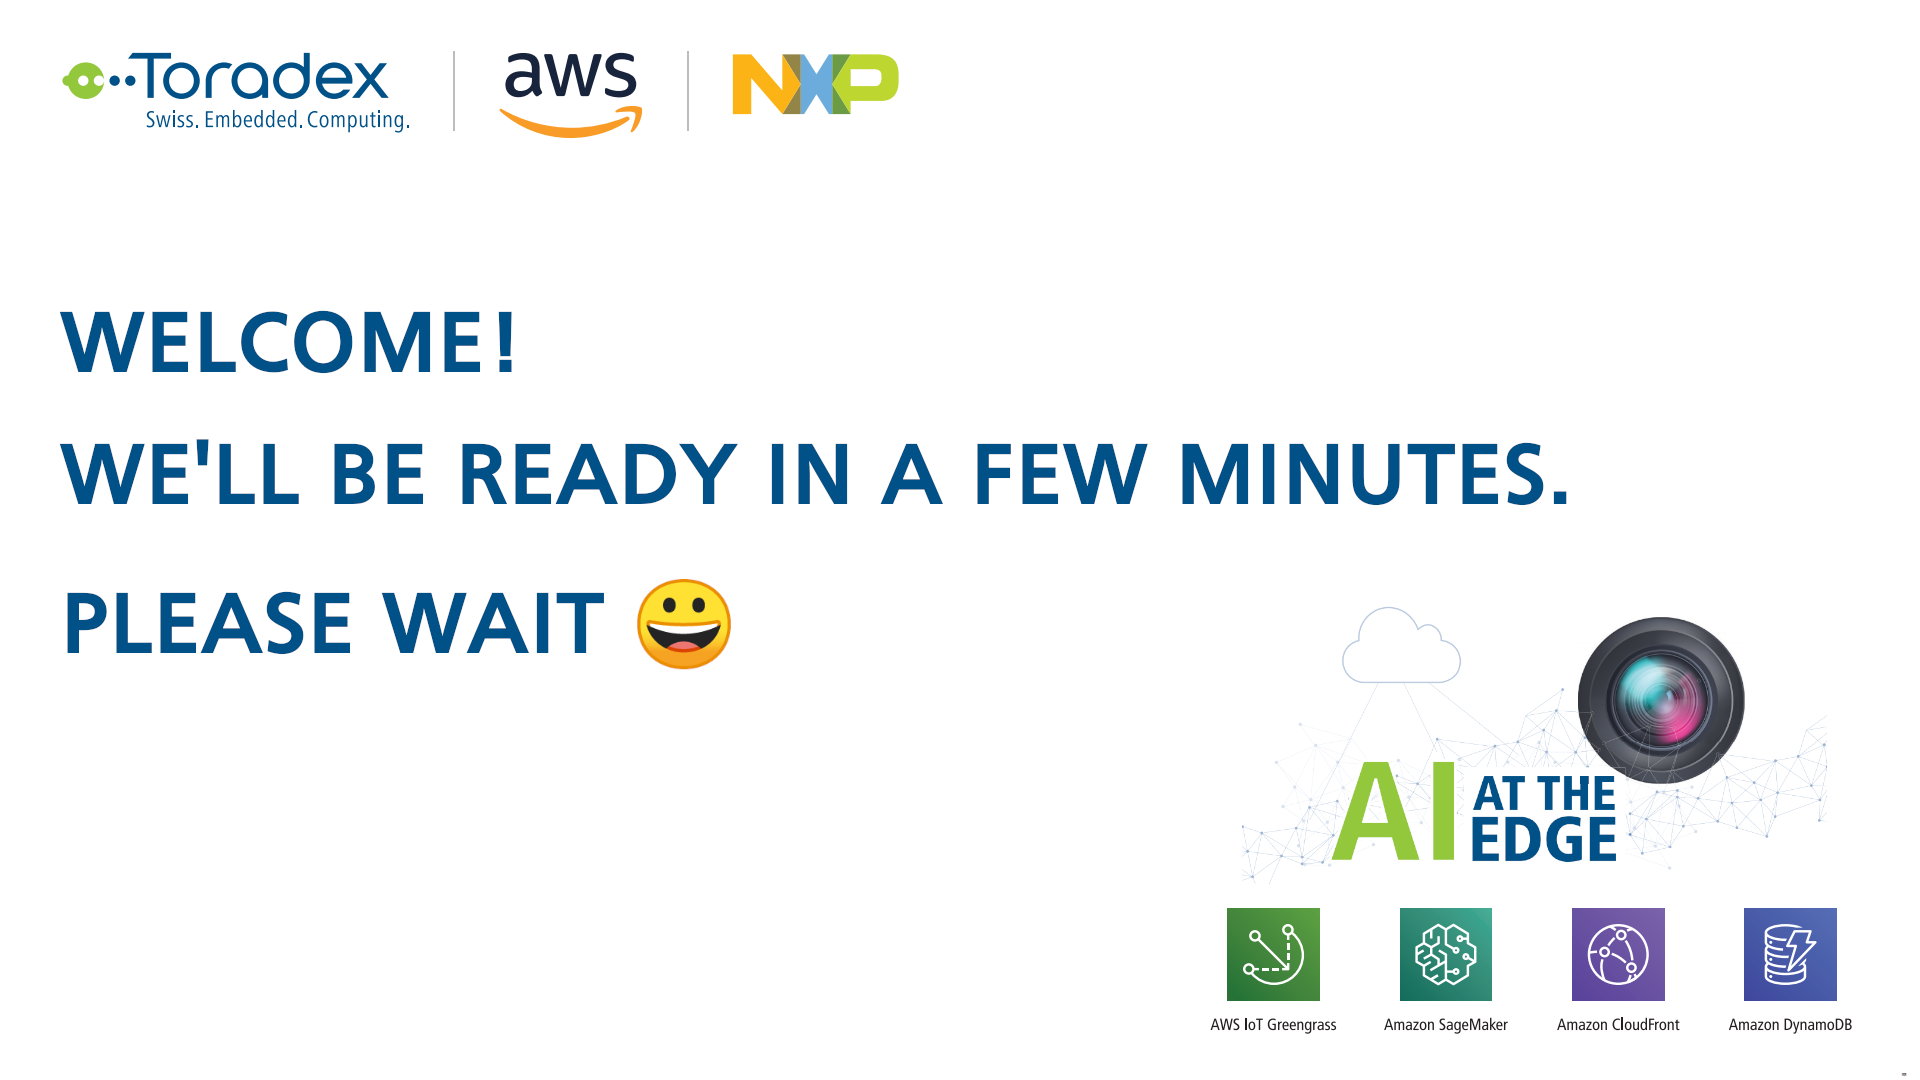 Toradex
Swiss. Embedded. Computing.
aws
NXP
WELCOME!
WE'LL BE READY IN A FEW MINUTES.
PLEASE WAIT 😀
AI AT THE
EDGE
AWS IoT Greengrass
Amazon SageMaker
Amazon CloudFront
Amazon DynamoDB